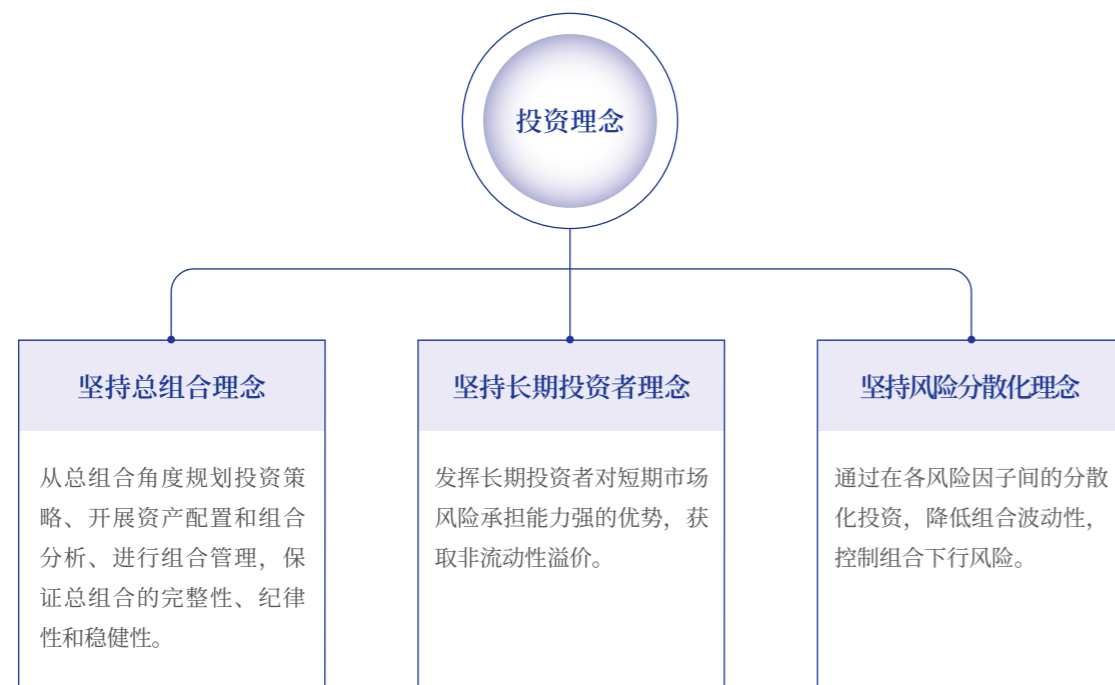 投资理念
坚持总组合理念
从总组合角度规划投资策
略、开展资产配置和组合
分析、进行组合管理，保
证总组合的完整性、纪律
性和稳健性。
坚持长期投资者理念
发挥长期投资者对短期市场
风险承担能力强的优势，获
取非流动性溢价。
坚持风险分散化理念
通过在各风险因子间的分散
化投资，降低组合波动性，
控制组合下行风险。